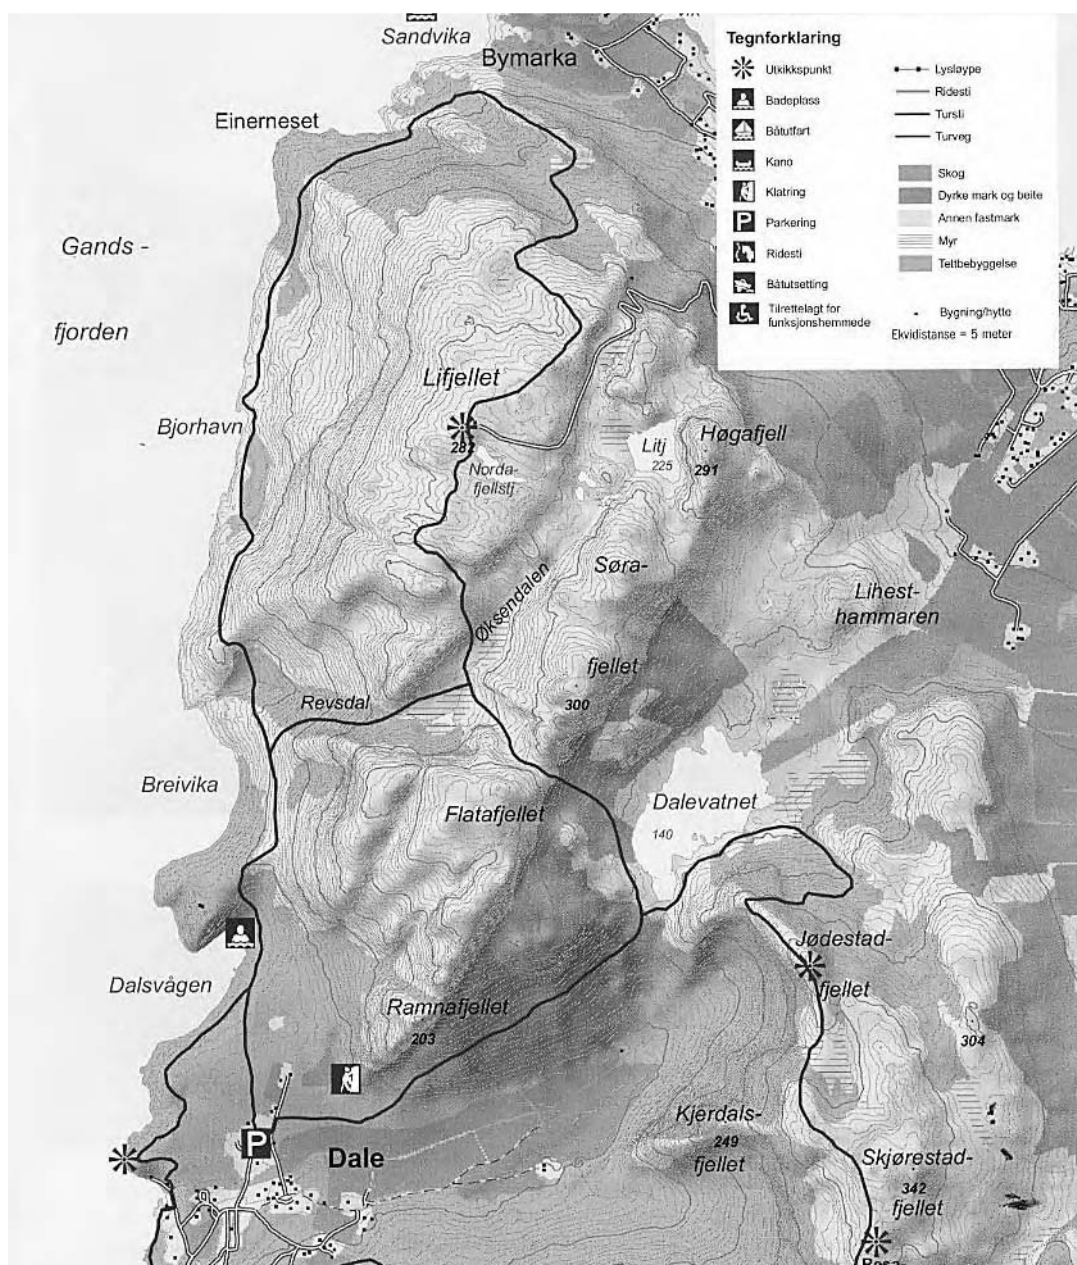 Sandvika
Bymarka
Einerneset
Gands -
fjorden
Lifjellet
282
Bjorhavn
Norda-
fjellstj
Litj
225
Høgafjell
291
Øksendalen
Søra-
fjellet
300
Lihest-
hammaren
Revsdal
Breivika
Flatafjellet
Dalevatnet
140
Dalsvågen
Ramnafjellet
203
Jødestad-
fjellet
304
P
Dale
Kjerdals-
249
fjellet
Skjørestad-
342
fjellet
Tegnforklaring
Utkikkspunkt
Badeplass
Båtutfart
Kano
Klatring
P
Parkering
Ridesti
Båtutsetting
Tilrettelagt for
funksjonshemmede
Lysløype
Ridesti
Tursti
Turveg
Skog
Dyrke mark og beite
Annen fastmark
Myr
Tettbebyggelse
Bygning/hytte
Ekvidistanse = 5 meter